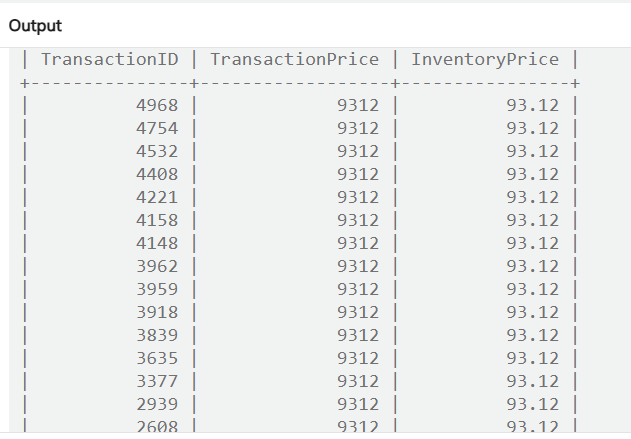 Output
| TransactionID | TransactionPrice | InventoryPrice |
+---------------+------------------+----------------+
| 4968 | 9312 | 93.12 |
| 4754 | 9312 | 93.12 |
| 4532 | 9312 | 93.12 |
| 4408 | 9312 | 93.12 |
| 4221 | 9312 | 93.12 |
| 4158 | 9312 | 93.12 |
| 4148 | 9312 | 93.12 |
| 3962 | 9312 | 93.12 |
| 3959 | 9312 | 93.12 |
| 3918 | 9312 | 93.12 |
| 3839 | 9312 | 93.12 |
| 3635 | 9312 | 93.12 |
| 3377 | 9312 | 93.12 |
| 2939 | 9312 | 93.12 |
| 2608 | 9312 | 93.12 |